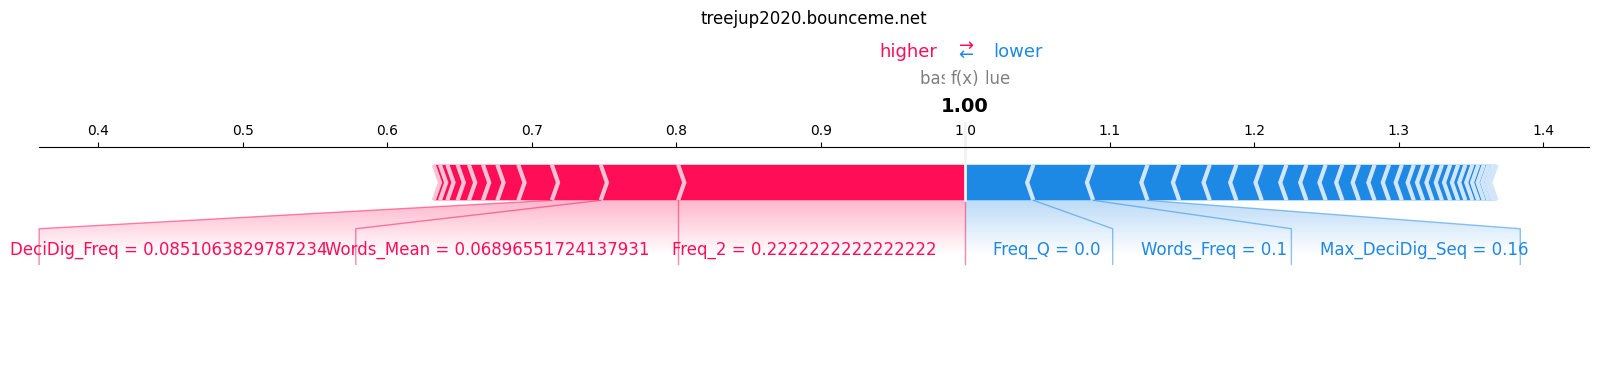 treejup2020.bounceme.net
higher → ← lower
bas f(x) lue
1.00
0.4 0.5 0.6 0.7 0.8 0.9 1 0 1.1 1.2 1.3 1.4
DeciDig_Freq = 0.0851063829787234 Words_Mean = 0.06896551724137931 Freq_2 = 0.2222222222222222 Freq_Q = 0.0 Words_Freq = 0.1 Max_DeciDig_Seq = 0.16